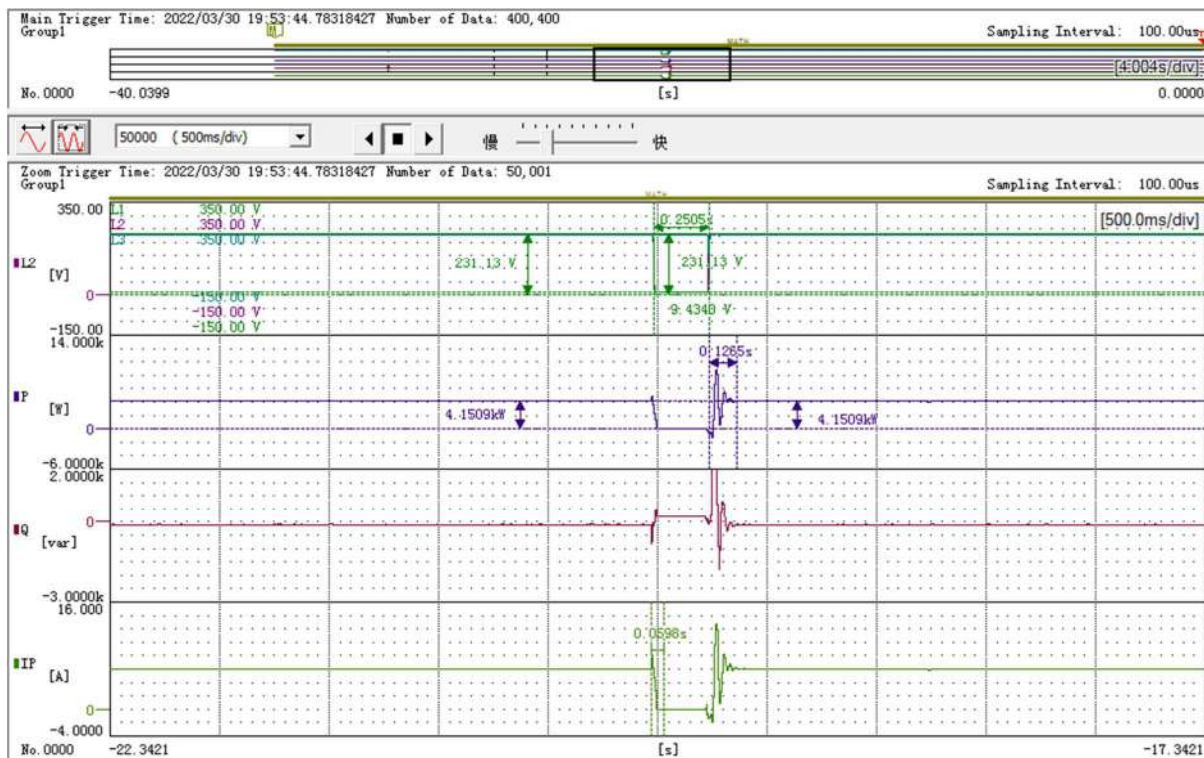 Main Trigger Time: 2022/03/30 19:53:44.78318427 Number of Data: 400,400
Group1
Sampling Interval: 100.00us
MATH
[4.004s/div]
No.0000 -40.0399 [s] 0.0000
50000 ( 500ms/div) 慢 快
Zoom Trigger Time: 2022/03/30 19:53:44.78318427 Number of Data: 50,001
Group1
Sampling Interval: 100.00us
MATH
350.00 L1 350.00 V
L2 350.00 V
L3 350.00 V
[500.0ms/div]
0.2505s
L2
[V]
231.13 V 231.13 V
0
9.4340 V
-150.00 V
-150.00 V
-150.00 -150.00 V
14.000k
0.1265s
P
[W]
4.1509kW 4.1509kW
0
-6.0000k
2.0000k
0
Q
[var]
-3.0000k
16.000
0.0598s
IP
[A]
0
-4.0000
No.0000 -22.3421 [s] -17.3421